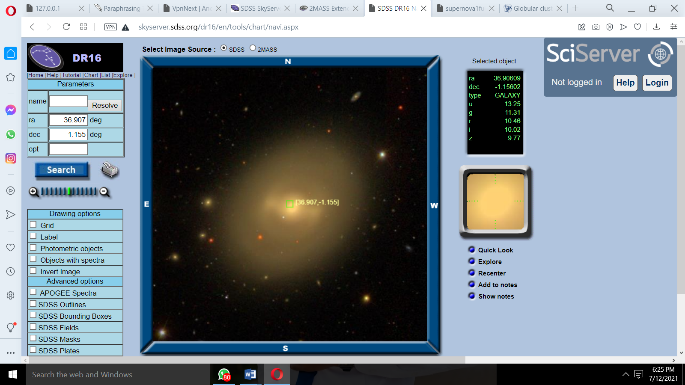 127.0.0.1
Paraphrasing
VpnNext | An
SDSS SkySer
2MASS Exten
SDSS DR16 N
supernova1ha
Globular clus
VPN
skyserver.sdss.org/dr16/en/tools/chart/navi.aspx
DR16
Home | Help | Tutorial | Chart | List | Explore
Parameters
name
Resolve
ra 36.907 deg
dec 1.155 deg
opt
Search
Drawing options
Grid
Label
Photometric objects
Objects with spectra
Invert Image
Advanced options
APOGEE Spectra
SDSS Outlines
SDSS Bounding Boxes
SDSS Fields
SDSS Masks
SDSS Plates
Select Image Source : SDSS 2MASS
N
E
W
S
[36.907,-1.155]
Selected object
ra 36.90609
dec -1.15602
type GALAXY
u 13.25
g 11.31
r 10.46
i 10.02
z 9.77
Quick Look
Explore
Recenter
Add to notes
Show notes
SciServer
Not logged in Help Login
Search the web and Windows
6:25 PM
7/12/2021